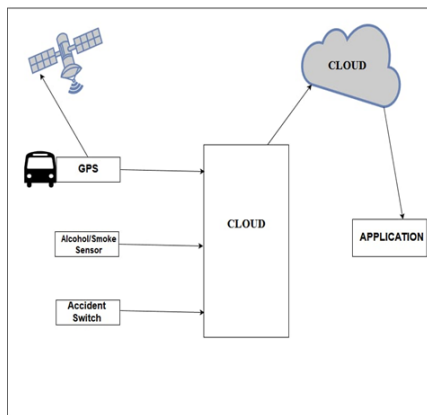 CLOUD
GPS
Alcohol/Smoke
Sensor
CLOUD
APPLICATION
Accident
Switch